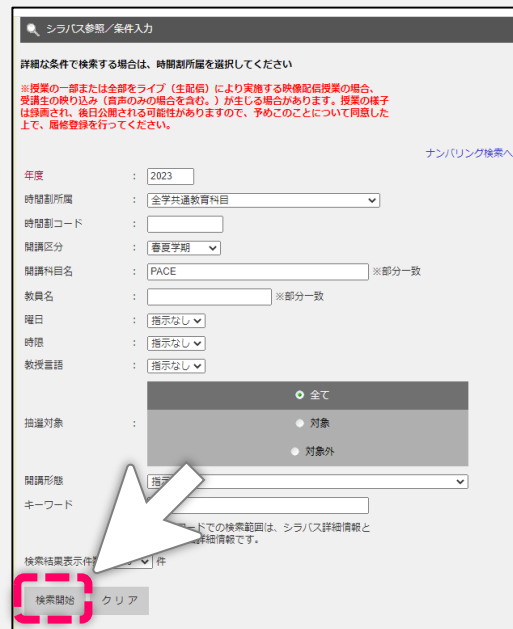 シラバス参照／条件入力
詳細な条件で検索する場合は、時間割所属を選択してください
※授業の一部または全部をライブ（生配信）により実施する映像配信授業の場合、
受講生の映り込み（音声のみの場合を含む。）が生じる場合があります。授業の様子
は録画され、後日公開される可能性がありますので、予めこのことについて同意した
上で、履修登録を行ってください。
ナンバリング検索へ
年度 : 2023
時間割所属 : 全学共通教育科目
時間割コード :
開講区分 : 春夏学期
開講科目名 : PACE ※部分一致
教員名 : ※部分一致
曜日 : 指示なし
時限 : 指示なし
教授言語 : 指示なし
全て
抽選対象 : 対象
対象外
開講形態
キーワード
ードでの検索範囲は、シラバス詳細情報と
詳細情報です。
検索結果表示件 件
検索開始 クリア